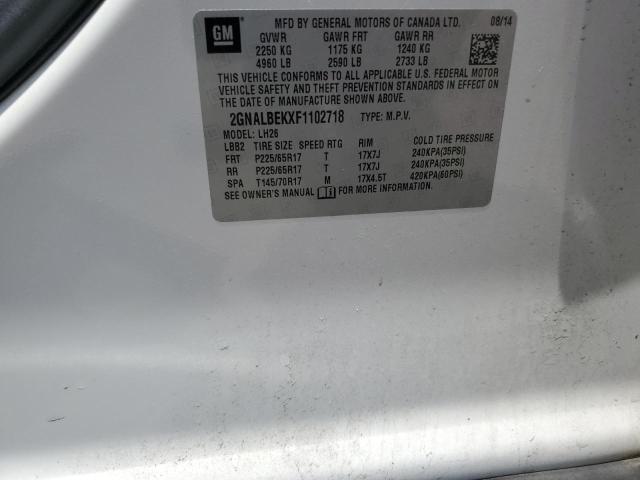 GM
MFD BY GENERAL MOTORS OF CANADA LTD. 08/14
GVWR GAWR FRT GAWR RR
2250 KG 1175 KG 1240 KG
4960 LB 2590 LB 2733 LB
THIS VEHICLE CONFORMS TO ALL APPLICABLE U.S. FEDERAL MOTOR
VEHICLE SAFETY AND THEFT PREVENTION STANDARDS IN EFFECT ON
THE DATE OF MANUFACTURE SHOWN ABOVE.
2GNALBEKXF1102718 TYPE: M.P.V.
MODEL: LH26
LBB2 TIRE SIZE SPEED RTG RIM COLD TIRE PRESSURE
FRT P225/65R17 T 17X7J 240KPA(35PSI)
RR P225/65R17 T 17X7J 240KPA(35PSI)
SPA T145/70R17 M 17X4.5T 420KPA(60PSI)
SEE OWNER'S MANUAL FOR MORE INFORMATION.